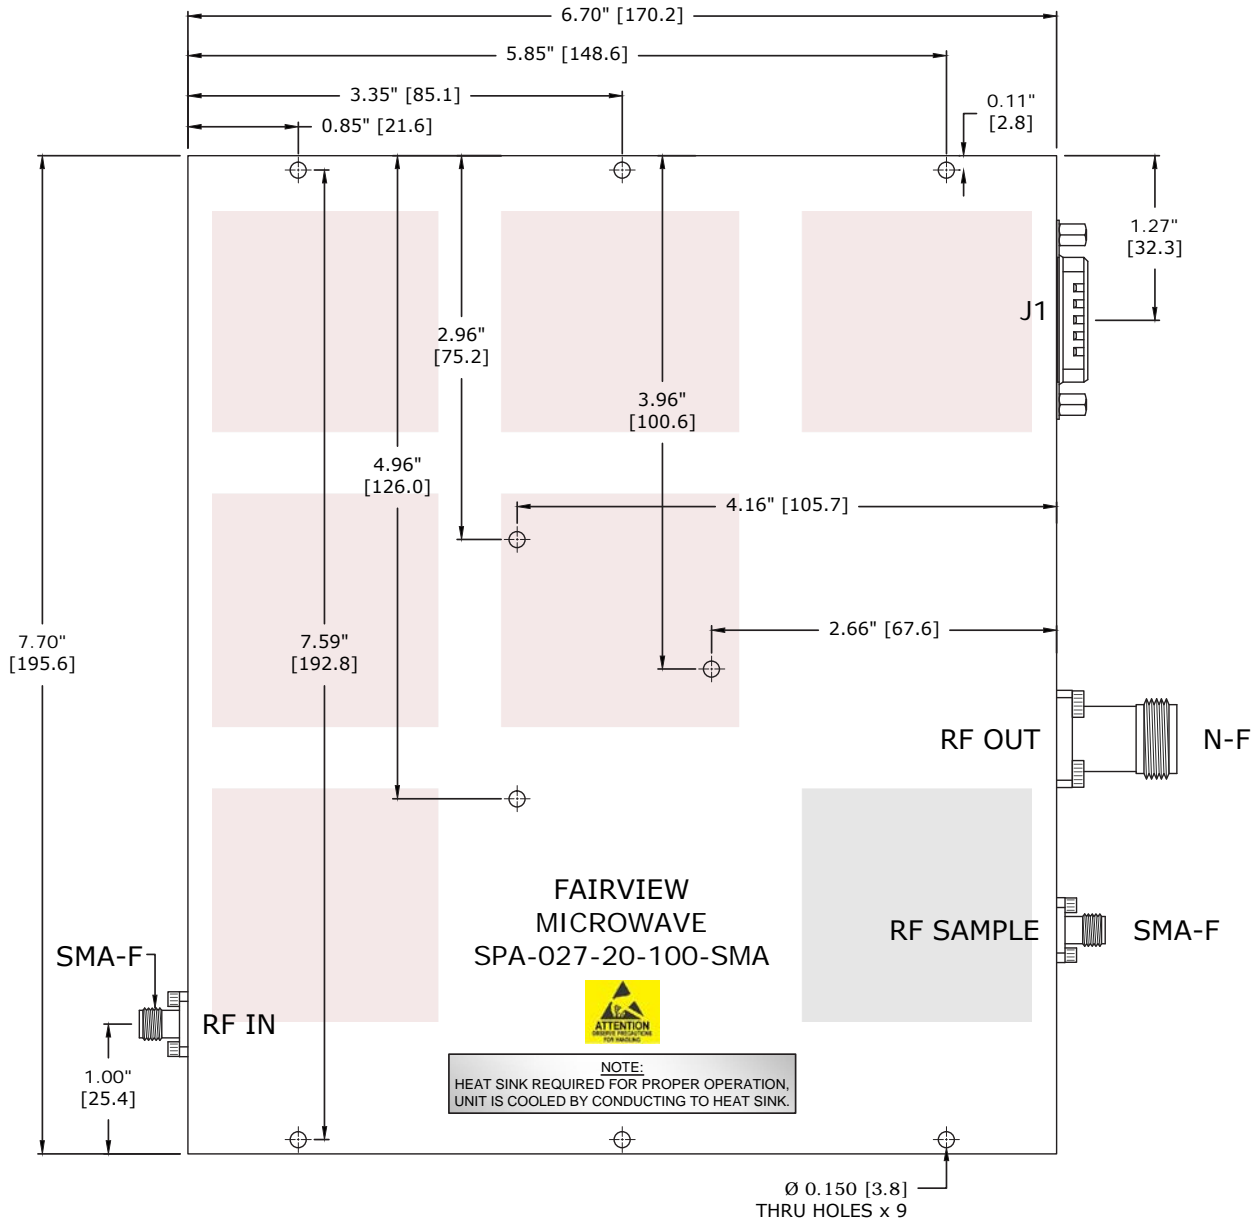 6.70" [170.2]
5.85" [148.6]
3.35" [85.1]
0.85" [21.6]
0.11"
[2.8]
1.27"
[32.3]
J1
2.96"
[75.2]
3.96"
[100.6]
4.96"
[126.0]
4.16" [105.7]
7.70"
[195.6]
7.59"
[192.8]
2.66" [67.6]
RF OUT
N-F
FAIRVIEW
MICROWAVE
SPA-027-20-100-SMA
RF SAMPLE
SMA-F
SMA-F
RF IN
ATTENTION
OBSERVE PRECAUTIONS
FOR HANDLING
1.00"
[25.4]
NOTE:
HEAT SINK REQUIRED FOR PROPER OPERATION,
UNIT IS COOLED BY CONDUCTING TO HEAT SINK.
Ø 0.150 [3.8]
THRU HOLES x 9